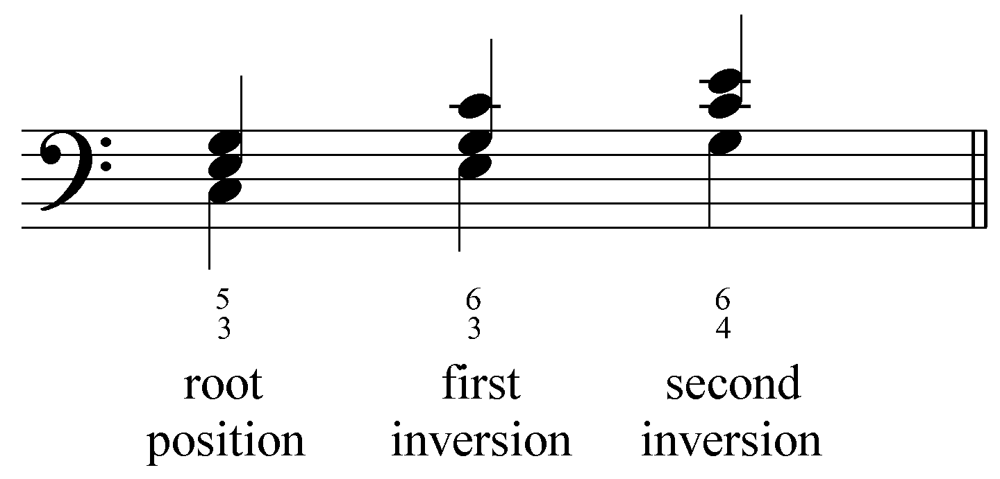 5 6 6
3 3 4
root first second
position inversion inversion